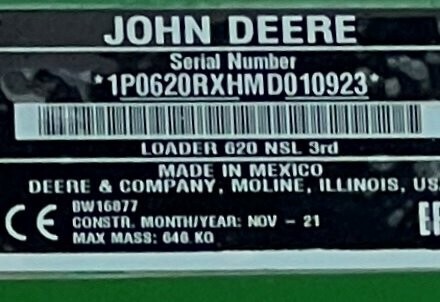 JOHN DEERE
Serial Number
*1P0620RXHMD010923*
LOADER 620 NSL 3rd
MADE IN MEXICO
DEERE & COMPANY, MOLINE, ILLINOIS, US
BW16877
CONSTR. MONTH/YEAR: NOV - 21
MAX MASS: 646 KG
CE